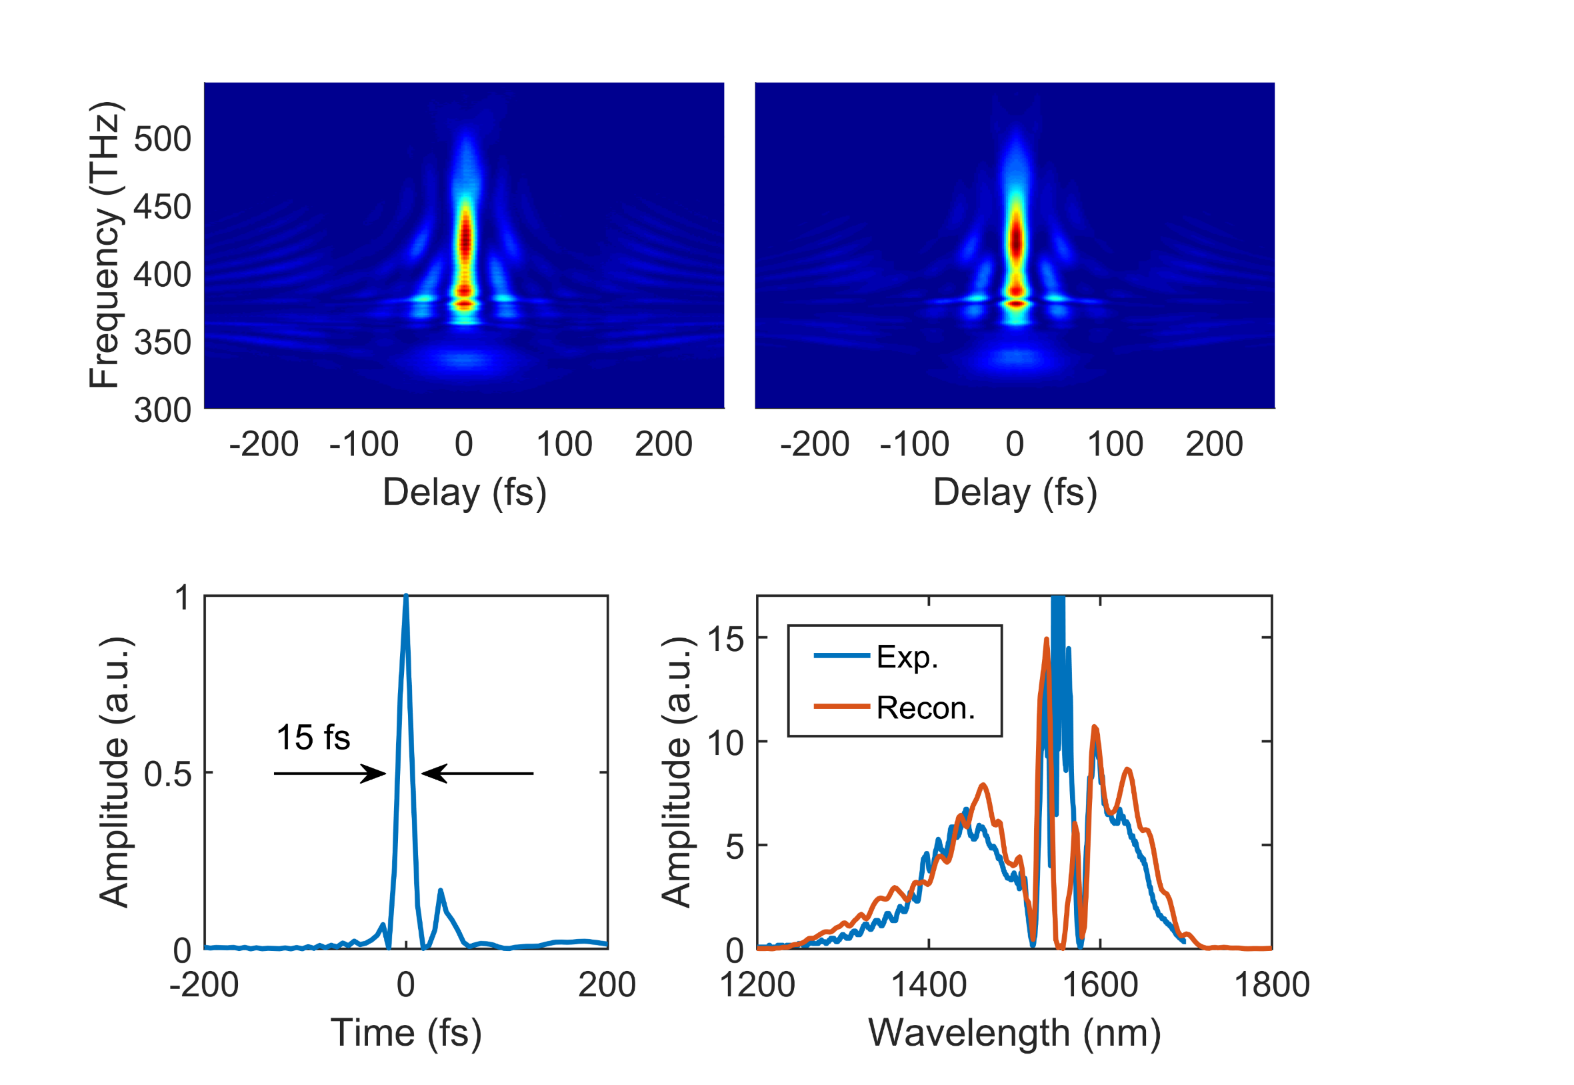 Frequency (THz)
500
450
400
350
300
-200 -100 0 100 200
Delay (fs)
-200 -100 0 100 200
Delay (fs)
Amplitude (a.u.)
1
0.5
0
15 fs
-200 0 200
Time (fs)
Amplitude (a.u.)
15
10
5
0
Exp.
Recon.
1200 1400 1600 1800
Wavelength (nm)